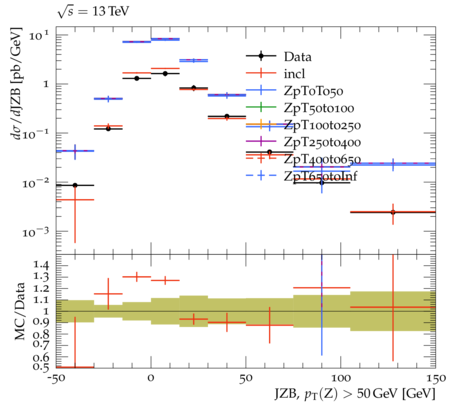 √s = 13 TeV
dσ/dJZB [pb/GeV]
10¹
1
10⁻¹
10⁻²
10⁻³
Data
incl
ZpT0To50
ZpT50to100
ZpT100to250
ZpT250to400
ZpT400to650
ZpT650toInf
MC/Data
1.4
1.3
1.2
1.1
1
0.9
0.8
0.7
0.6
0.5
-50 0 50 100 150
JZB, pT(Z) > 50 GeV [GeV]